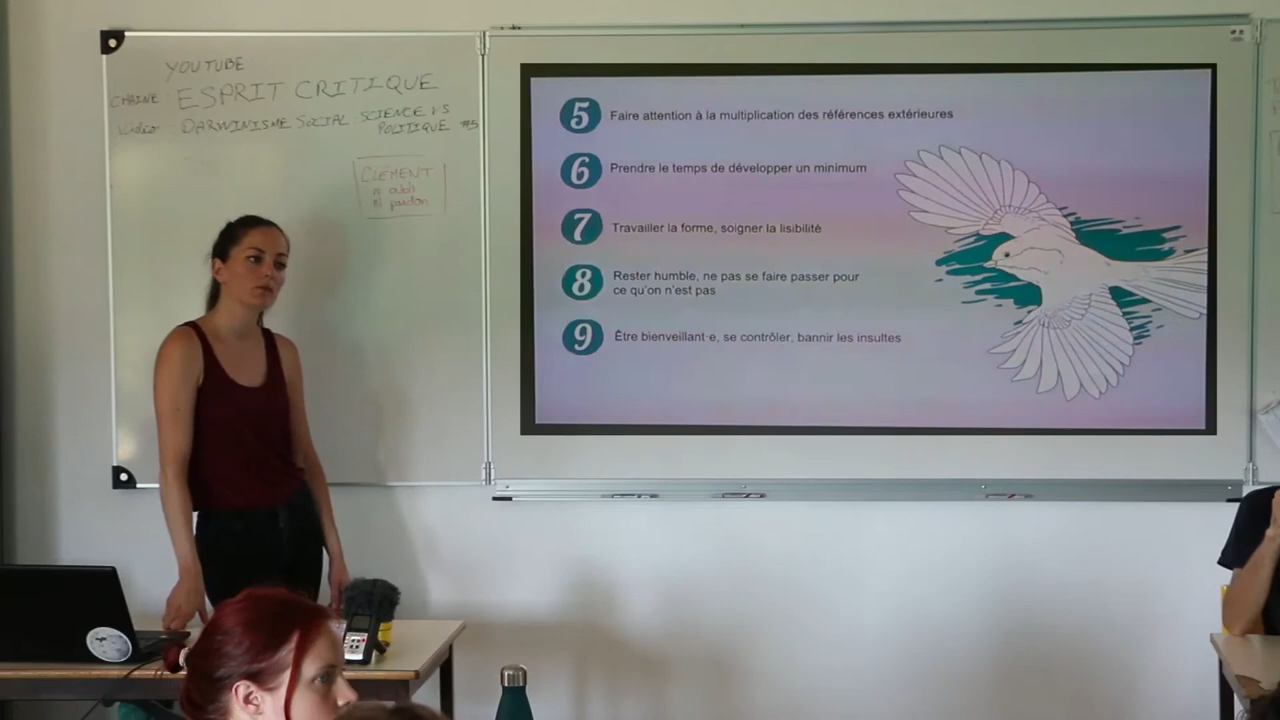 YOUTUBE
CHAINE ESPRIT CRITIQUE
Vidéo DARWINISME SOCIAL : SCIENCE VS
POLITIQUE #5
CLEMENT
ni oubli
ni pardon
5 Faire attention à la multiplication des références extérieures
6 Prendre le temps de développer un minimum
7 Travailler la forme, soigner la lisibilité
8 Rester humble, ne pas se faire passer pour
ce qu'on n'est pas
9 Être bienveillant·e, se contrôler, bannir les insultes